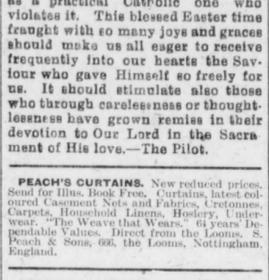 as a practical Catholic one who
violates it. This blessed Easter time
fraught with so many joys and graces
should make us all eager to receive
frequently into our hearts the Sav-
iour who gave Himself so freely for
us. It should stimulate also those
who through carelessness or thought-
lessness have grown remiss in their
devotion to Our Lord in the Sacra
ment of His love.—The Pilot.
PEACH'S CURTAINS. New reduced prices.
Send for Illus. Book Free. Curtains, latest col-
oured Casement Nets and Fabrics, Cretonnes,
Carpets, Household Linens, Hosiery, Under-
wear. "The Weave that Wears." 64 years' De-
pendable Values. Direct from the Looms. S.
Peach & Sons, 666, the Looms, Nottingham,
England.